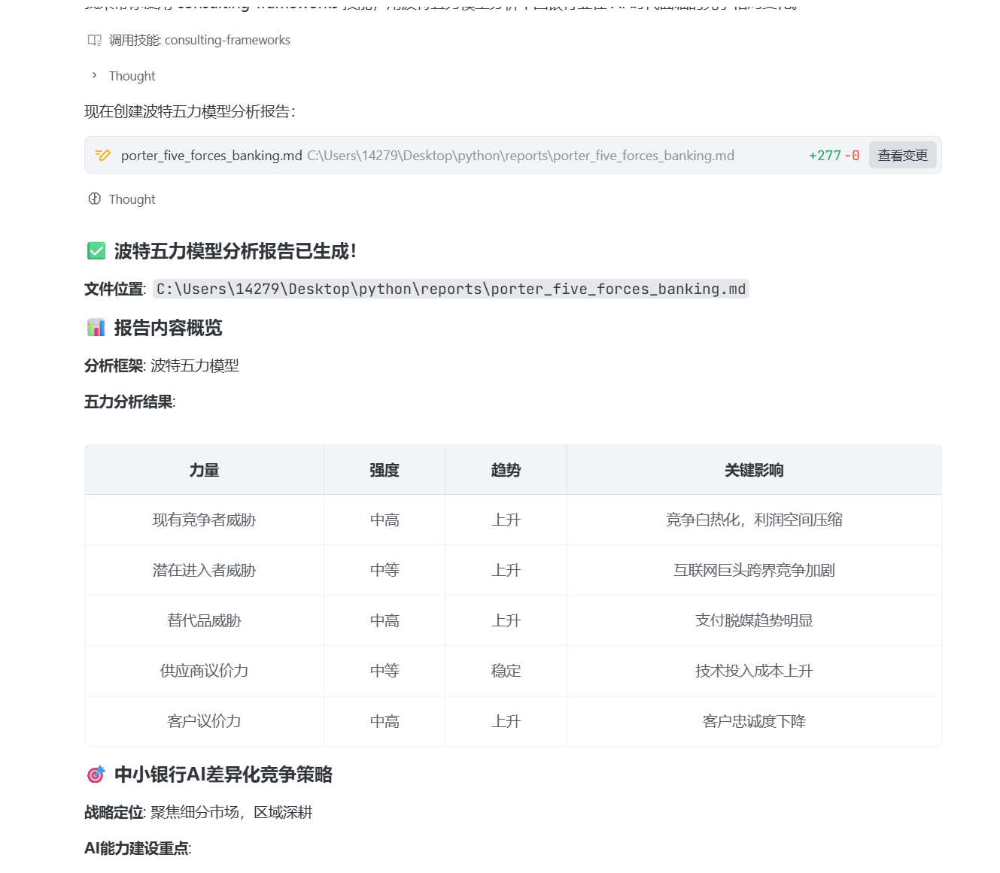 调用技能: consulting-frameworks
Thought
现在创建波特五力模型分析报告：
porter_five_forces_banking.md C:\Users\14279\Desktop\python\reports\porter_five_forces_banking.md +277 -0 查看变更
Thought
✅ 波特五力模型分析报告已生成！
文件位置: C:\Users\14279\Desktop\python\reports\porter_five_forces_banking.md
📊 报告内容概览
分析框架: 波特五力模型
五力分析结果:
力量 强度 趋势 关键影响
现有竞争者威胁 中高 上升 竞争白热化，利润空间压缩
潜在进入者威胁 中等 上升 互联网巨头跨界竞争加剧
替代品威胁 中高 上升 支付脱媒趋势明显
供应商议价力 中等 稳定 技术投入成本上升
客户议价力 中高 上升 客户忠诚度下降
🎯 中小银行AI差异化竞争策略
战略定位: 聚焦细分市场，区域深耕
AI能力建设重点: